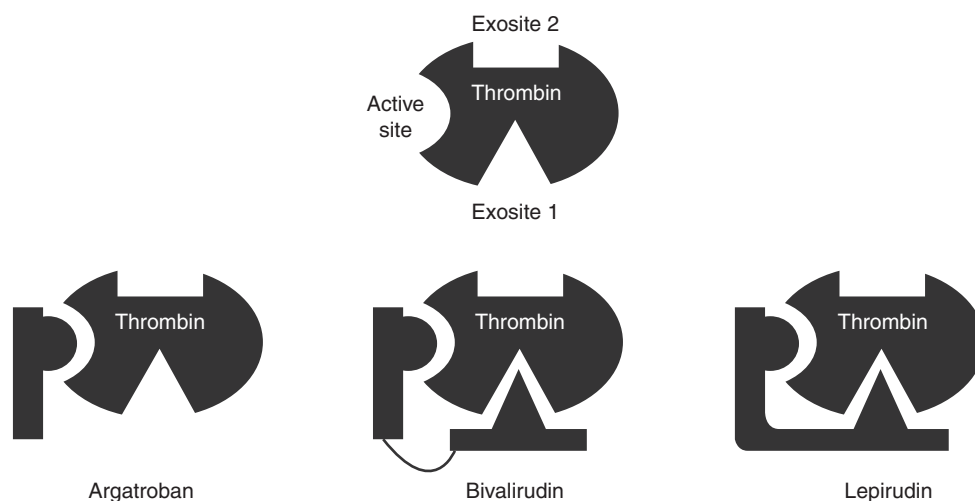 Exosite 2
Thrombin
Active
site
Exosite 1
Thrombin
Thrombin
Thrombin
Argatroban
Bivalirudin
Lepirudin